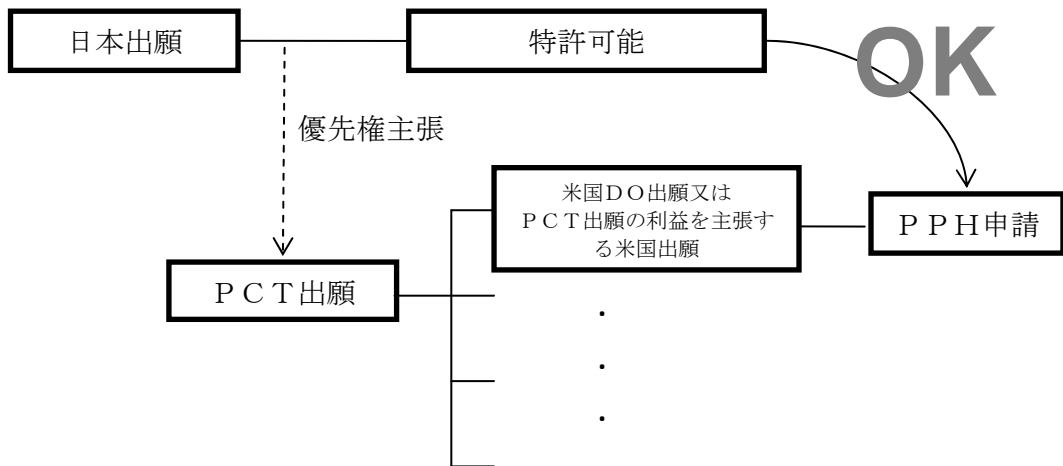 日本出願
特許可能
OK
優先権主張
米国ＤＯ出願又は
ＰＣＴ出願の利益を主張す
る米国出願
ＰＰＨ申請
ＰＣＴ出願
・
・
・